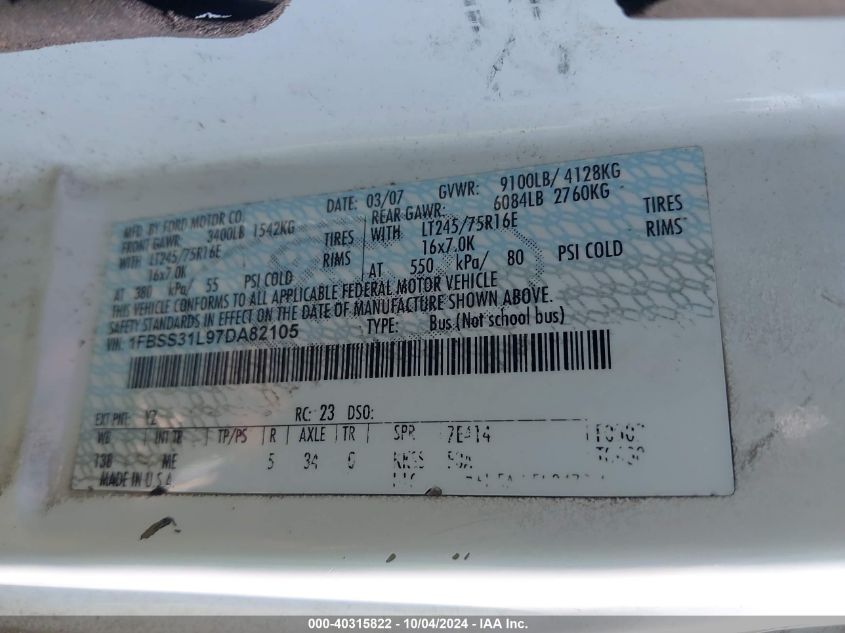 MFD BY FORD MOTOR CO. DATE: 03/07 GVWR: 9100LB/ 4128KG
FRONT GAWR: 3400LB 1542KG REAR GAWR: 6084LB 2760KG
WITH LT245/75R16E TIRES WITH LT245/75R16E TIRES
16x7.0K RIMS 16x7.0K RIMS
AT 380 kPa/ 55 PSI COLD AT 550 kPa/ 80 PSI COLD
THIS VEHICLE CONFORMS TO ALL APPLICABLE FEDERAL MOTOR VEHICLE
SAFETY STANDARDS IN EFFECT ON THE DATE OF MANUFACTURE SHOWN ABOVE.
VIN: 1FBSS31L97DA82105 TYPE: Bus (Not school bus)
EXT PNT: YZ RC: 23 DSO:
WB INT TR TP/PS R AXLE TR SPR 7E414
138 ME 5 34
MADE IN U.S.A
000-40315822 - 10/04/2024 - IAAI Inc.